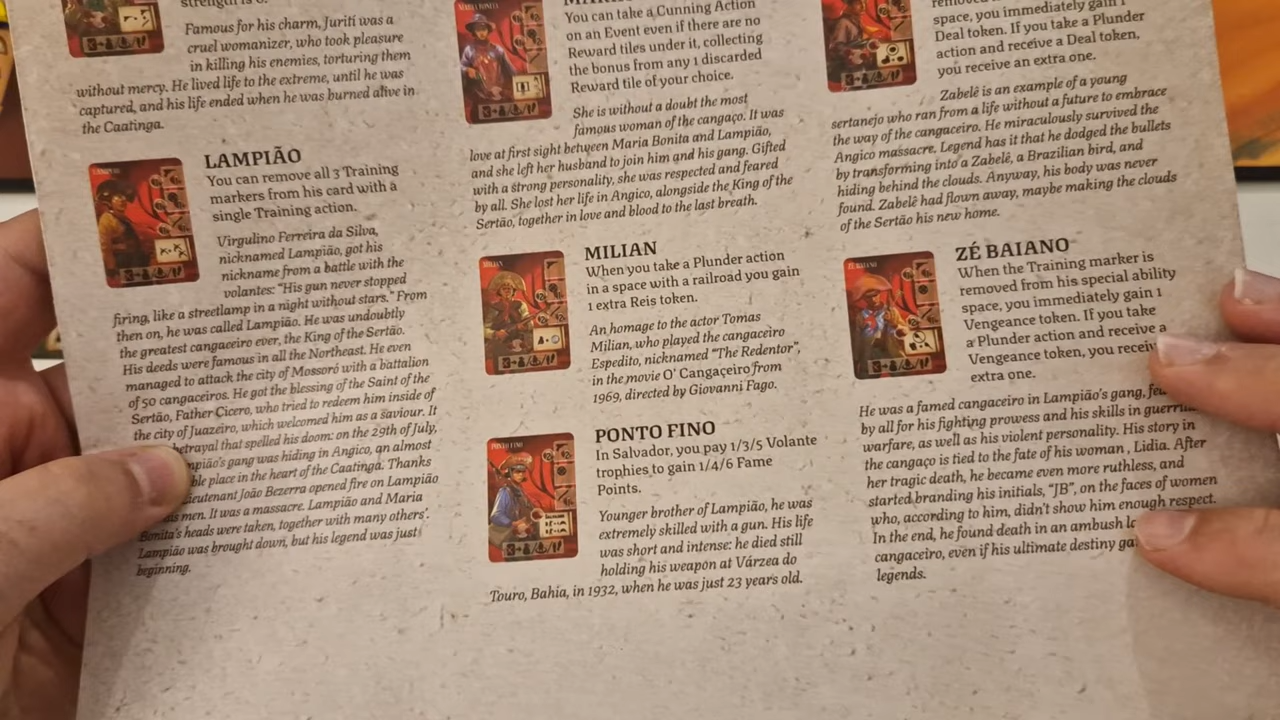 strength is 6.
Famous for his charm, Juriti was a
cruel womanizer, who took pleasure
in killing his enemies, torturing them
without mercy. He lived life to the extreme, until he was
captured, and his life ended when he was burned alive in
the Caatinga.
LAMPIÃO
You can remove all 3 Training
markers from his card with a
single Training action.
Virgulino Ferreira da Silva,
nicknamed Lampião, got his
nickname from a battle with the
volantes: "His gun never stopped
firing, like a streetlamp in a night without stars." From
then on, he was called Lampião. He was undoubtly
the greatest cangaceiro ever, the King of the Sertão.
His deeds were famous in all the Northeast. He even
managed to attack the city of Mossoró with a battalion
of 50 cangaceiros. He got the blessing of the Saint of the
Sertão, Father Cicero, who tried to redeem him inside of
the city of Juazeiro, which welcomed him as a saviour. It
betrayal that spelled his doom: on the 29th of July,
gang was hiding in Angico, an almost
place in the heart of the Caatinga. Thanks
João Bezerra opened fire on Lampião
men. It was a massacre. Lampião and Maria
Bonita's heads were taken, together with many others'.
Lampião was brought down, but his legend was just
beginning.
MARIA BONITA
You can take a Cunning Action
on an Event even if there are no
Reward tiles under it, collecting
the bonus from any 1 discarded
Reward tile of your choice.
She is without a doubt the most
famous woman of the cangaço. It was
love at first sight between Maria Bonita and Lampião,
and she left her husband to join him and his gang. Gifted
with a strong personality, she was respected and feared
by all. She lost her life in Angico, alongside the King of the
Sertão, together in love and blood to the last breath.
MILIAN
MILIAN
When you take a Plunder action
in a space with a railroad you gain
1 extra Reis token.
An homage to the actor Tomas
Milian, who played the cangaceiro
Espedito, nicknamed "The Redentor",
in the movie O' Cangaçeiro from
1969, directed by Giovanni Fago.
PONTO FINO
PONTO FINO
In Salvador, you pay 1/3/5 Volante
trophies to gain 1/4/6 Fame
Points.
Younger brother of Lampião, he was
extremely skilled with a gun. His life
was short and intense: he died still
holding his weapon at Várzea do
Touro, Bahia, in 1932, when he was just 23 years old.
removed
space, you immediately gain 1
Deal token. If you take a Plunder
action and receive a Deal token,
you receive an extra one.
Zabelê is an example of a young
sertanejo who ran from a life without a future to embrace
the way of the cangaceiro. He miraculously survived the
Angico massacre. Legend has it that he dodged the bullets
by transforming into a Zabelê, a Brazilian bird, and
hiding behind the clouds. Anyway, his body was never
found. Zabelê had flown away, maybe making the clouds
of the Sertão his new home.
ZÉ BAIANO
ZÉ BAIANO
When the Training marker is
removed from his special ability
space, you immediately gain 1
Vengeance token. If you take
a Plunder action and receive a
Vengeance token, you receive
extra one.
He was a famed cangaceiro in Lampião's gang,
by all for his fighting prowess and his skills in guerrilla
warfare, as well as his violent personality. His story in
the cangaço is tied to the fate of his woman , Lidia. After
her tragic death, he became even more ruthless, and
started branding his initials, "JB", on the faces of women
who, according to him, didn't show him enough respect.
In the end, he found death in an ambush
cangaceiro, even if his ultimate destiny
legends.